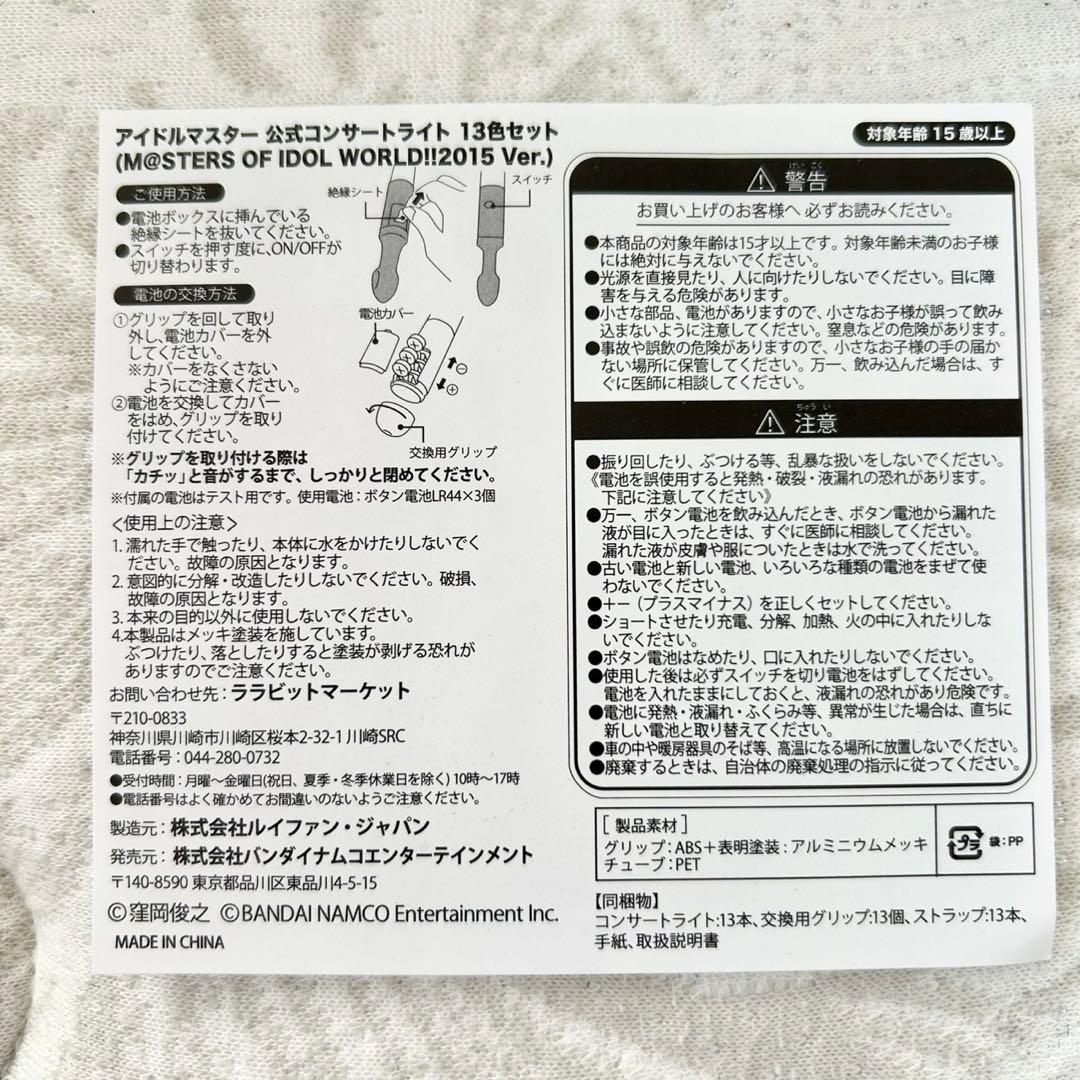 アイドルマスター 公式コンサートライト 13色セット
(M@STERS OF IDOL WORLD!!2015 Ver.)
ご使用方法
●電池ボックスに挿んでいる
絶縁シートを抜いてください。
●スイッチを押す度に、ON/OFFが
切り替わります。
絶縁シート
スイッチ
電池の交換方法
①グリップを回して取り
外し、電池カバーを外
してください。
※カバーをなくさない
ようにご注意ください。
②電池を交換してカバー
をはめ、グリップを取り
付けてください。
電池カバー
交換用グリップ
※グリップを取り付ける際は
「カチッ」と音がするまで、しっかりと閉めてください。
※付属の電池はテスト用です。使用電池：ボタン電池LR44×3個
＜使用上の注意＞
1. 濡れた手で触ったり、本体に水をかけたりしないでく
ださい。故障の原因となります。
2. 意図的に分解・改造したりしないでください。破損、
故障の原因となります。
3. 本来の目的以外に使用しないでください。
4.本製品はメッキ塗装を施しています。
ぶつけたり、落としたりすると塗装が剥げる恐れが
ありますのでご注意ください。
お問い合わせ先：ララビットマーケット
〒210-0833
神奈川県川崎市川崎区桜本2-32-1 川崎SRC
電話番号：044-280-0732
●受付時間：月曜～金曜日(祝日、夏季・冬季休業日を除く) 10時～17時
●電話番号はよく確かめてお間違いのないようご注意ください。
製造元：株式会社ルイファン・ジャパン
発売元：株式会社バンダイナムコエンターテインメント
〒140-8590 東京都品川区東品川4-5-15
©窪岡俊之 ©BANDAI NAMCO Entertainment Inc.
MADE IN CHINA
対象年齢 15 歳以上
けい こく
警告
お買い上げのお客様へ 必ずお読みください。
●本商品の対象年齢は15才以上です。対象年齢未満のお子様
には絶対に与えないでください。
●光源を直接見たり、人に向けたりしないでください。目に障
害を与える危険があります。
●小さな部品、電池がありますので、小さなお子様が誤って飲み
込まないように注意してください。窒息などの危険があります。
●事故や誤飲の危険がありますので、小さなお子様の手の届か
ない場所に保管してください。万一、飲み込んだ場合は、す
ぐに医師に相談してください。
ちゅう い
注意
●振り回したり、ぶつける等、乱暴な扱いをしないでください。
《電池を誤使用すると発熱・破裂・液漏れの恐れがあります。
下記に注意してください》
●万一、ボタン電池を飲み込んだとき、ボタン電池から漏れた
液が目に入ったときは、すぐに医師に相談してください。
漏れた液が皮膚や服についたときは水で洗ってください。
●古い電池と新しい電池、いろいろな種類の電池をまぜて使
わないでください。
●＋－（プラスマイナス）を正しくセットしてください。
●ショートさせたり充電、分解、加熱、火の中に入れたりしな
いでください。
●ボタン電池はなめたり、口に入れたりしないでください。
●使用した後は必ずスイッチを切り電池をはずしてください。
電池を入れたままにしておくと、液漏れの恐れがあり危険です。
●電池に発熱・液漏れ・ふくらみ等、異常が生じた場合は、直ちに
新しい電池と取り替えてください。
●車の中や暖房器具のそば等、高温になる場所に放置しないでください。
●廃棄するときは、自治体の廃棄処理の指示に従ってください。
[ 製品素材 ]
グリップ：ABS＋表明塗装：アルミニウムメッキ
チューブ：PET
プラ
袋：PP
【同梱物】
コンサートライト:13本、交換用グリップ:13個、ストラップ:13本、
手紙、取扱説明書